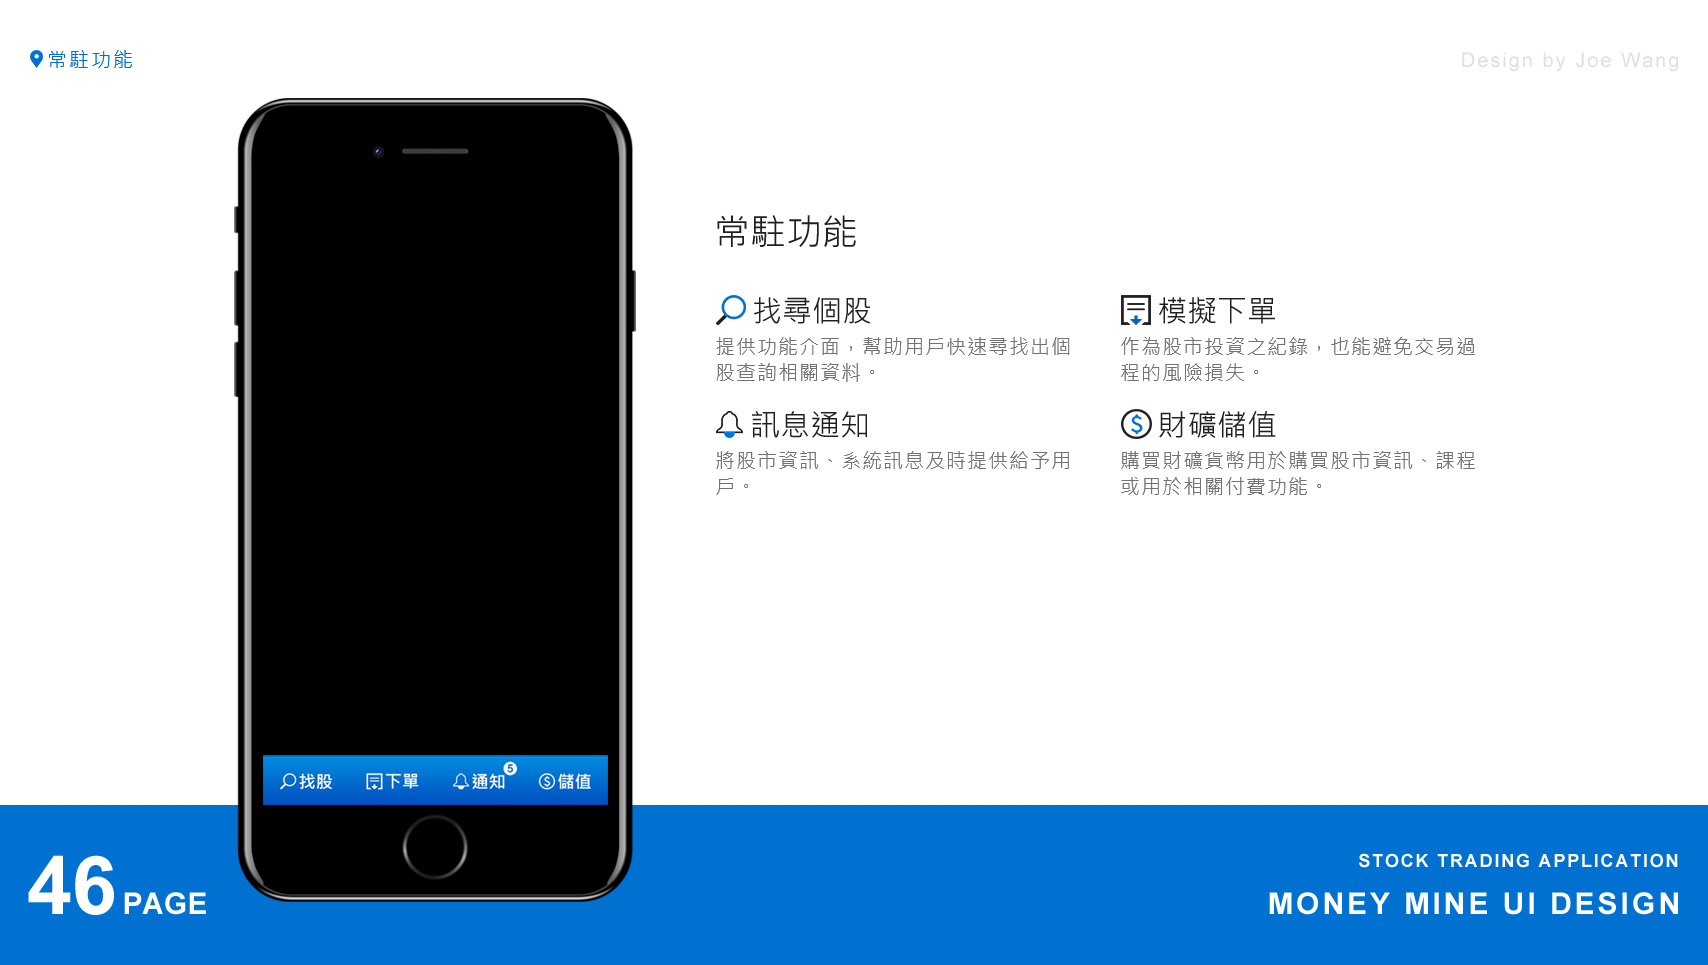 常駐功能
Design by Joe Wang
常駐功能
找尋個股
提供功能介面，幫助用戶快速尋找出個
股查詢相關資料。
模擬下單
作為股市投資之紀錄，也能避免交易過
程的風險損失。
訊息通知
將股市資訊、系統訊息及時提供給予用
戶。
財礦儲值
購買財礦貨幣用於購買股市資訊、課程
或用於相關付費功能。
找股 下單 通知 5 儲值
46 PAGE
STOCK TRADING APPLICATION
MONEY MINE UI DESIGN